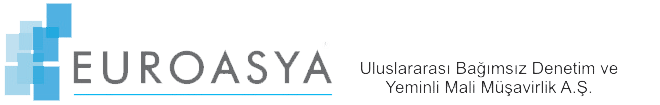 EUROASYA
Uluslararası Bağımsız Denetim ve
Yeminli Mali Müşavirlik A.Ş.